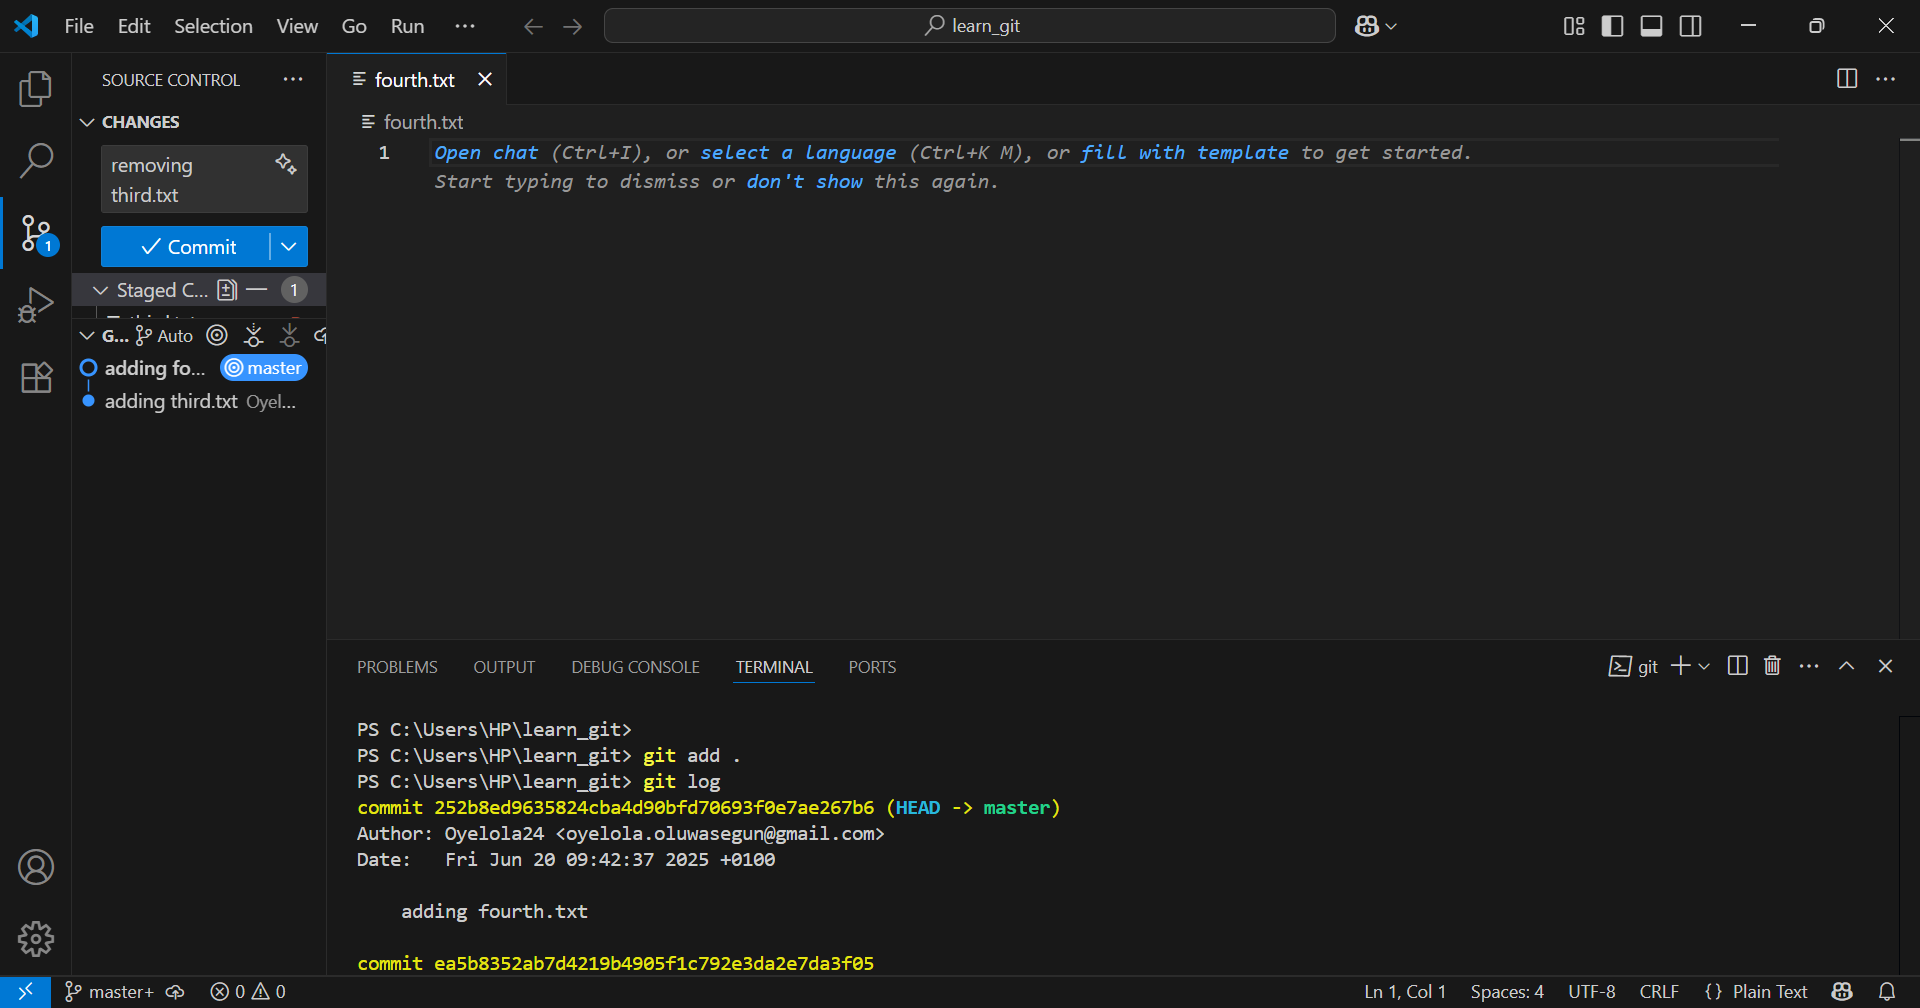 File Edit Selection View Go Run ···
learn_git
SOURCE CONTROL ···
CHANGES
removing
third.txt
Commit
Staged C... 1
G... Auto
adding fo... master
adding third.txt Oyel...
1
fourth.txt
fourth.txt
1 Open chat (Ctrl+I), or select a language (Ctrl+K M), or fill with template to get started.
Start typing to dismiss or don't show this again.
PROBLEMS OUTPUT DEBUG CONSOLE TERMINAL PORTS
git
PS C:\Users\HP\learn_git>
PS C:\Users\HP\learn_git> git add .
PS C:\Users\HP\learn_git> git log
commit 252b8ed9635824cba4d90bfd70693f0e7ae267b6 (HEAD -> master)
Author: Oyelola24 <oyelola.oluwasegun@gmail.com>
Date:   Fri Jun 20 09:42:37 2025 +0100
adding fourth.txt
commit ea5b8352ab7d4219b4905f1c792e3da2e7da3f05
master+ 0 0
Ln 1, Col 1 Spaces: 4 UTF-8 CRLF {} Plain Text